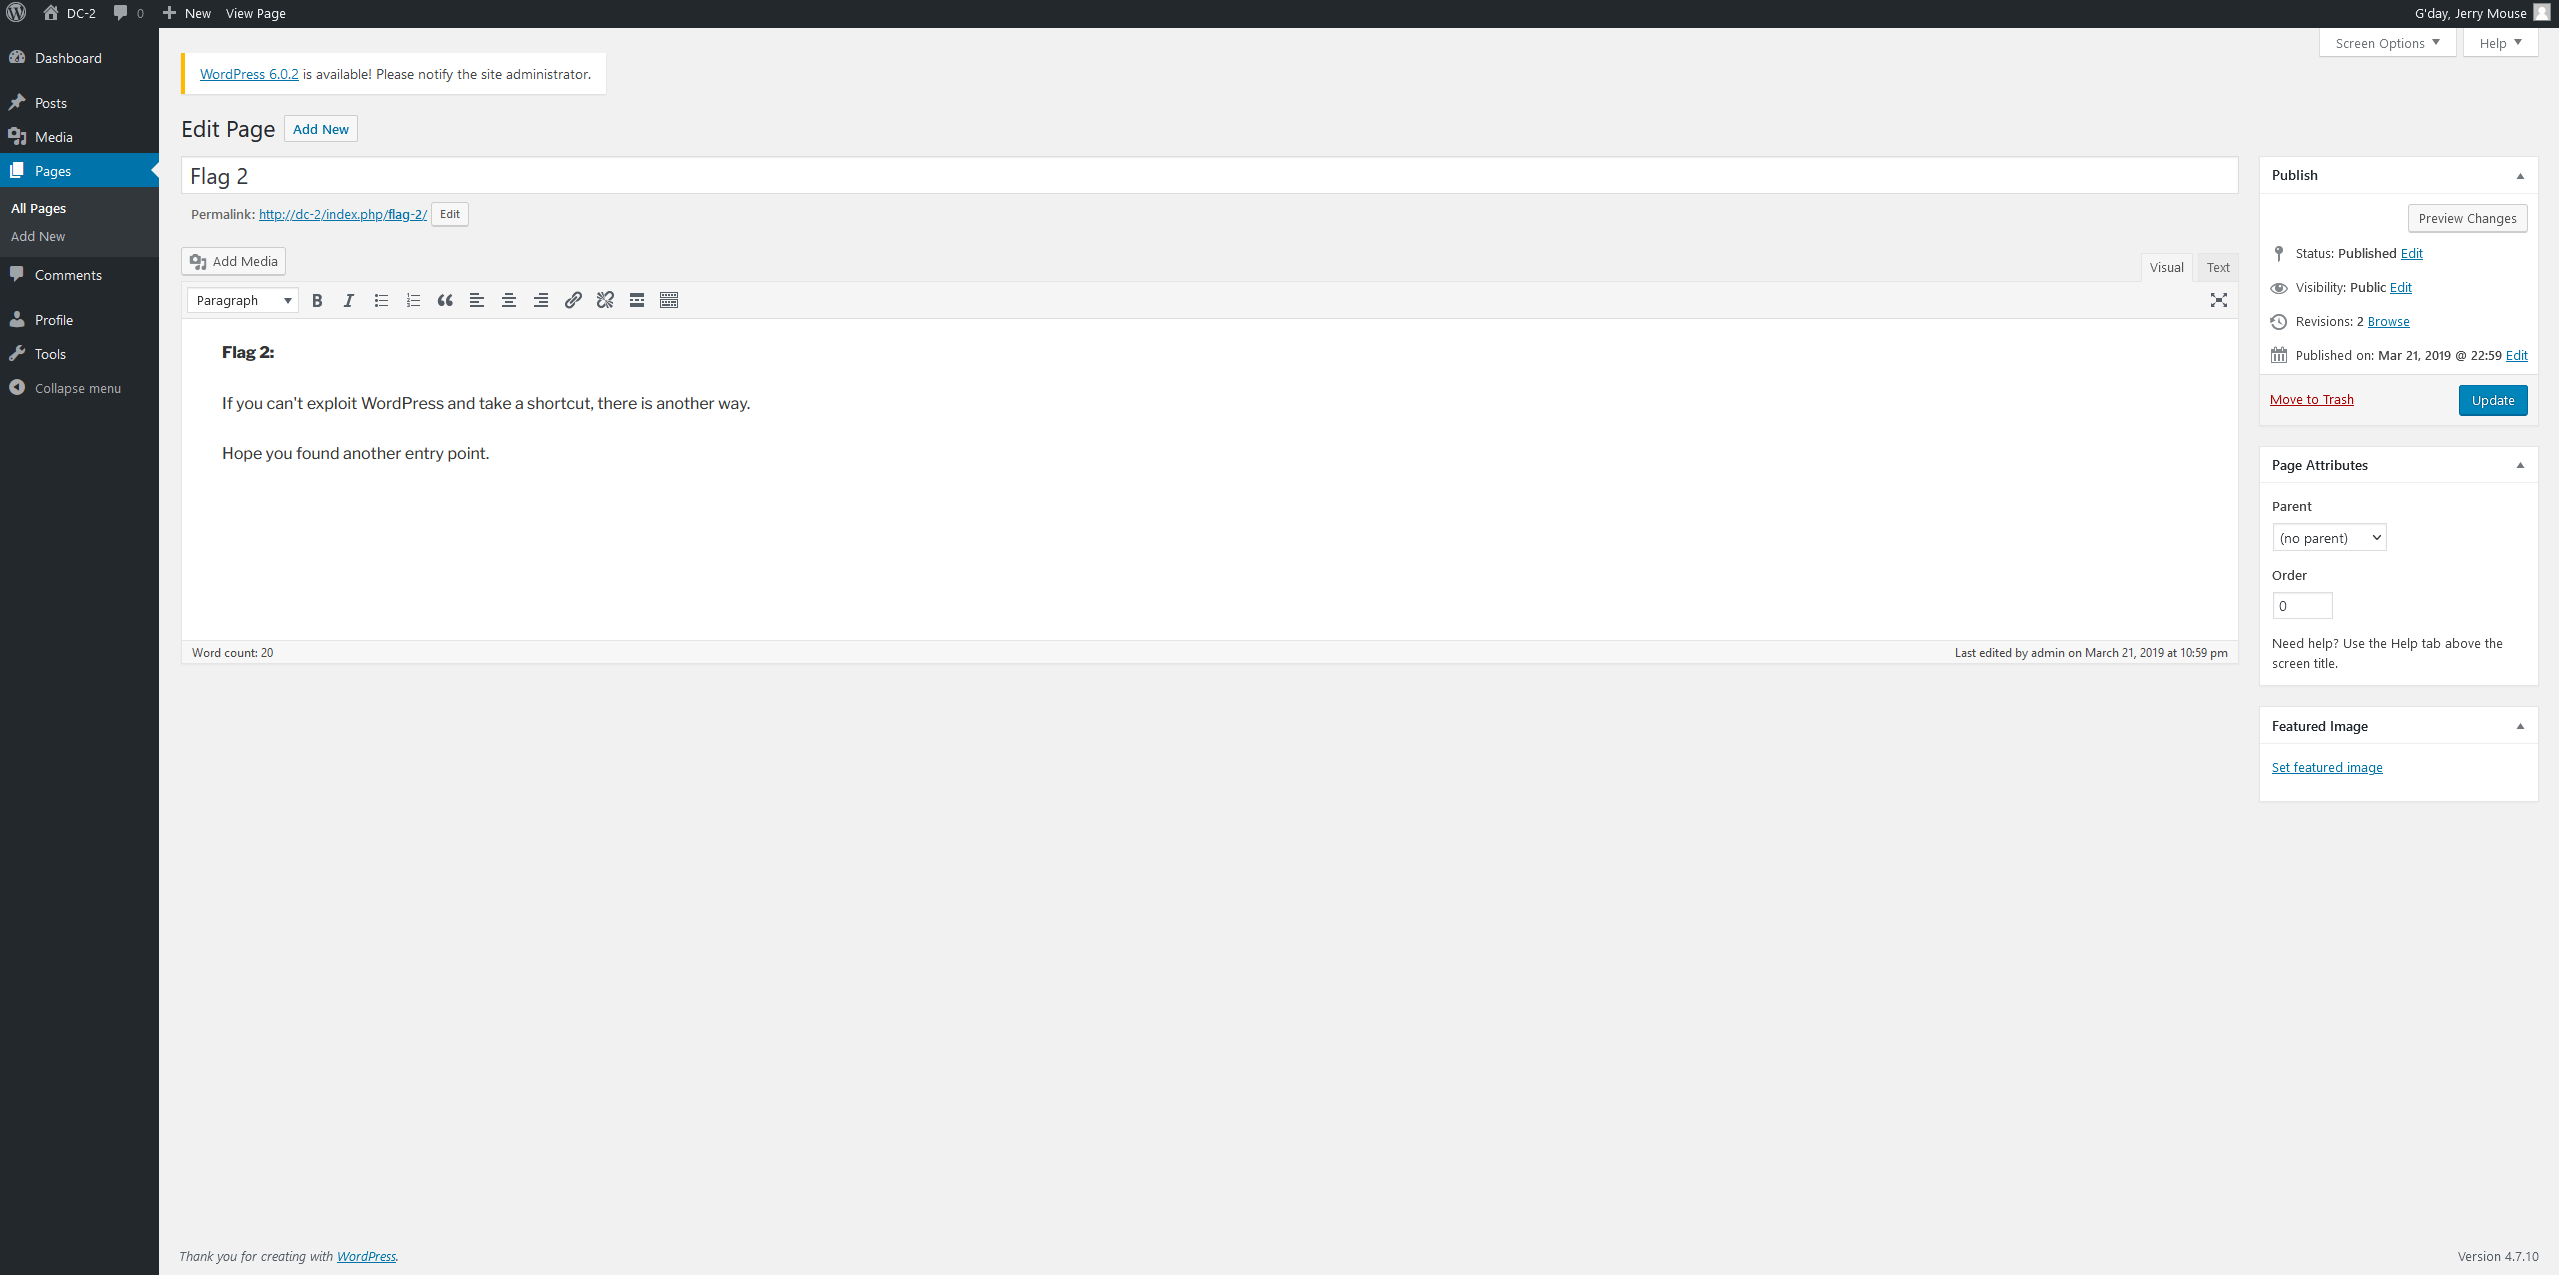 DC-2 0 New View Page G'day, Jerry Mouse
Screen Options Help
Dashboard
Posts
Media
Pages
All Pages
Add New
Comments
Profile
Tools
Collapse menu
WordPress 6.0.2 is available! Please notify the site administrator.
Edit Page Add New
Flag 2
Permalink: http://dc-2/index.php/flag-2/ Edit
Add Media
Visual Text
Paragraph
Flag 2:
If you can't exploit WordPress and take a shortcut, there is another way.
Hope you found another entry point.
Word count: 20 Last edited by admin on March 21, 2019 at 10:59 pm
Publish
Preview Changes
Status: Published Edit
Visibility: Public Edit
Revisions: 2 Browse
Published on: Mar 21, 2019 @ 22:59 Edit
Move to Trash Update
Page Attributes
Parent
(no parent)
Order
0
Need help? Use the Help tab above the
screen title.
Featured Image
Set featured image
Thank you for creating with WordPress. Version 4.7.10